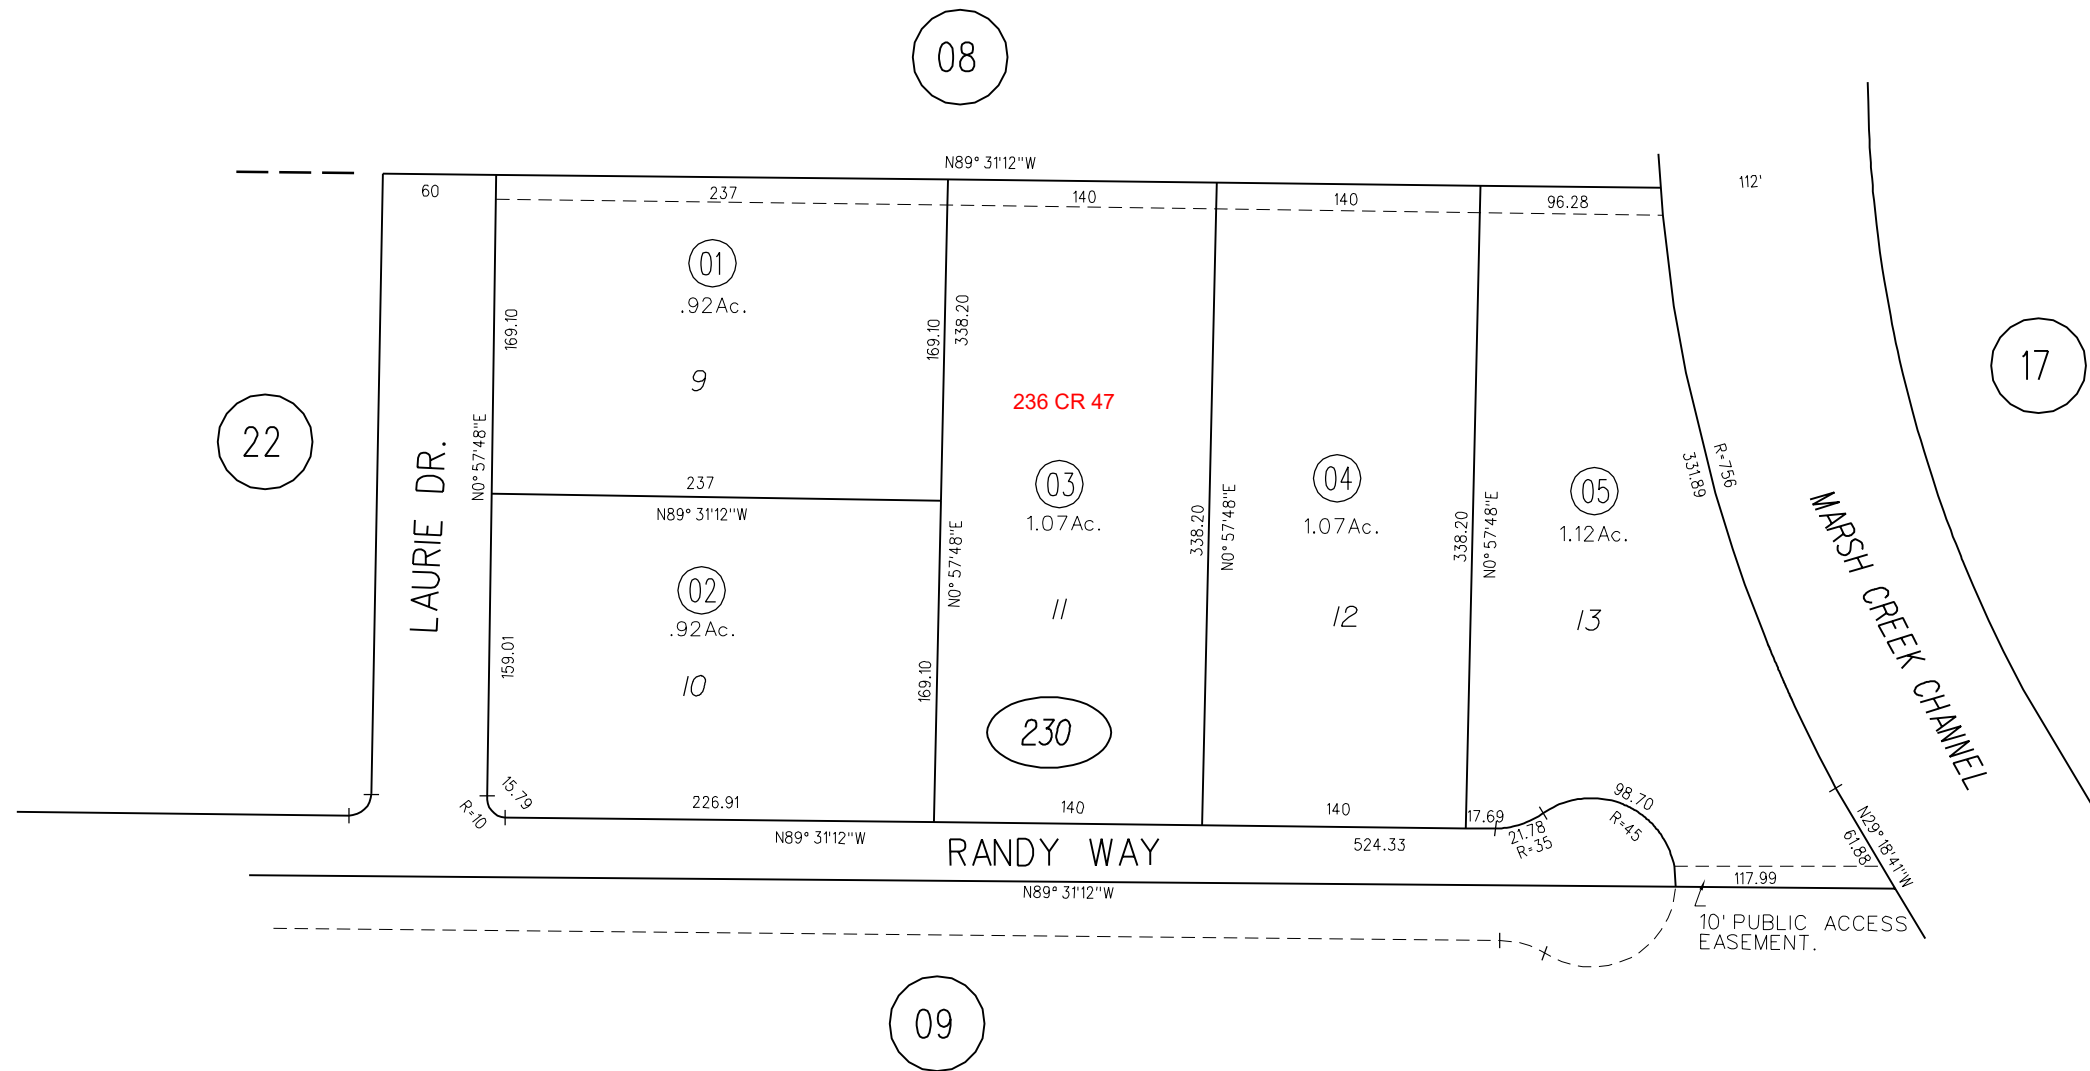 08
N89° 31'12"W
60
237
140
140
96.28
112'
01
.92Ac.
9
169.10
169.10
338.20
N0° 57'48"E
LAURIE DR.
22
17
237
N89° 31'12"W
236 CR 47
03
1.07Ac.
11
N0° 57'48"E
338.20
N0° 57'48"E
04
1.07Ac.
12
338.20
N0° 57'48"E
05
1.12Ac.
13
R=756
331.89
MARSH CREEK CHANNEL
02
.92Ac.
10
159.01
169.10
230
15.79
R=10
226.91
140
140
17.69
21.78
R=35
98.70
R=45
N89° 31'12"W
RANDY WAY
524.33
N89° 31'12"W
N29° 18'41"W
61.88
117.99
10' PUBLIC ACCESS
EASEMENT.
09